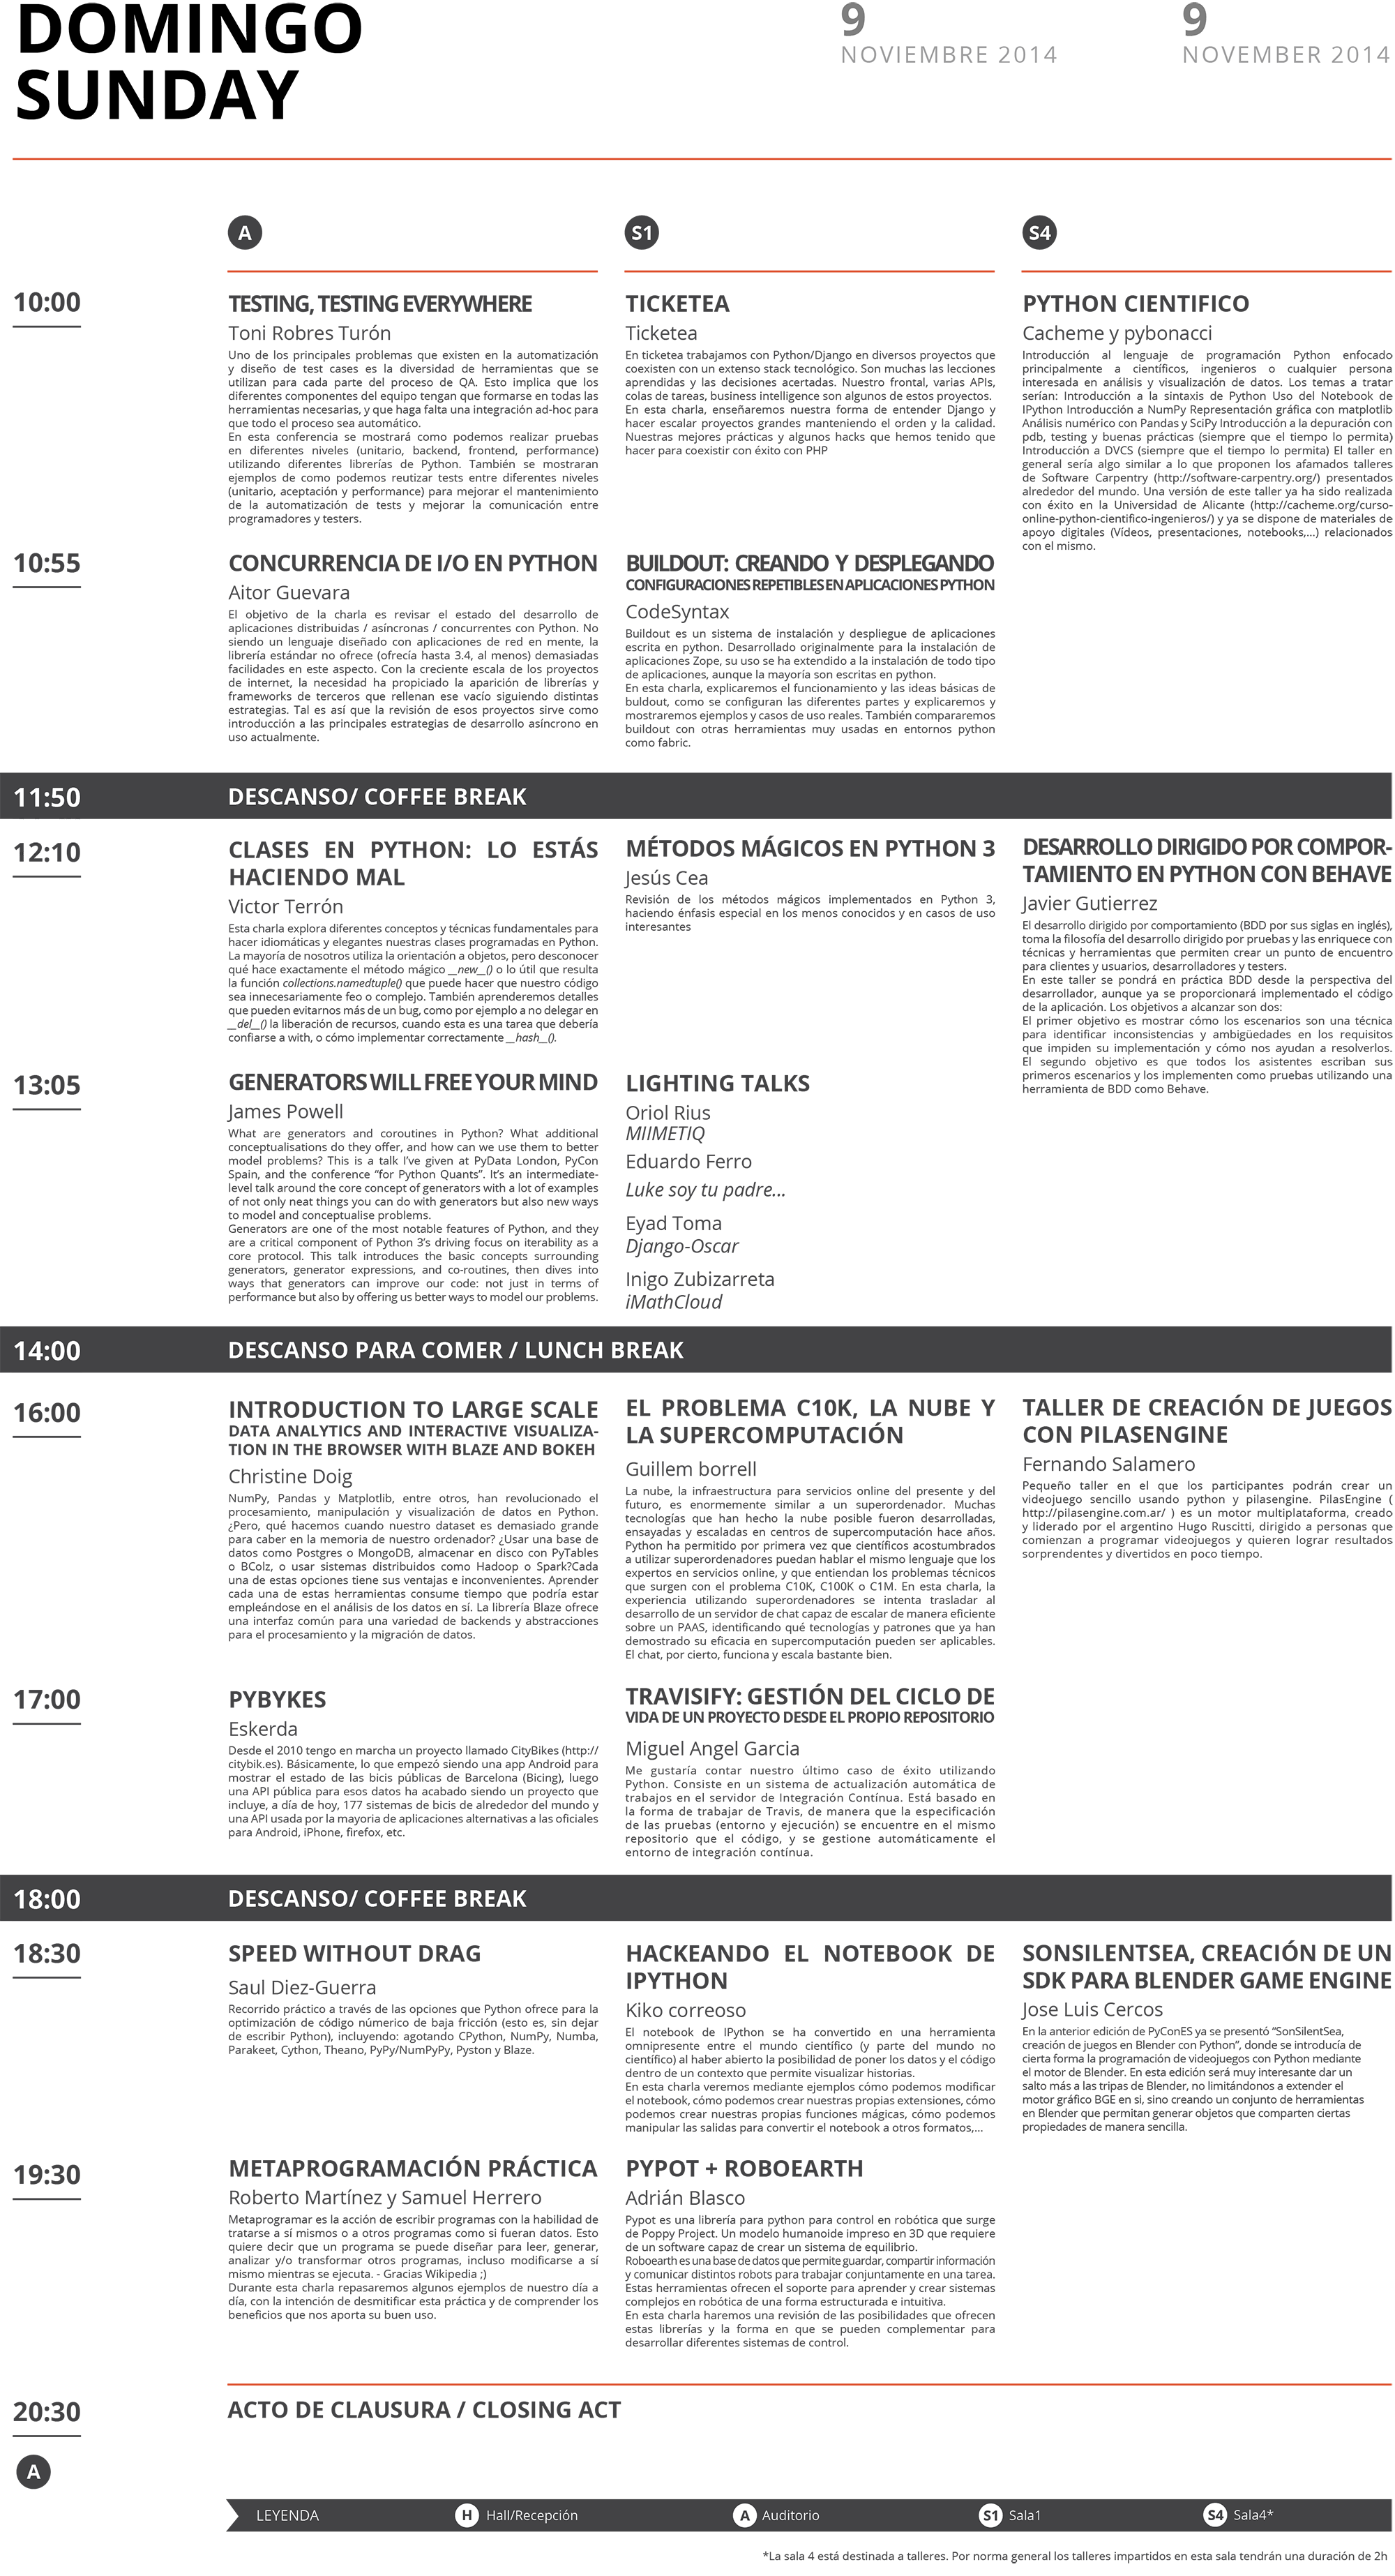 DOMINGO
SUNDAY
9
NOVIEMBRE 2014
9
NOVEMBER 2014
A
S1
S4
10:00
TESTING, TESTING EVERYWHERE
Toni Robres Turón
Uno de los principales problemas que existen en la automatización
y diseño de test cases es la diversidad de herramientas que se
utilizan para cada parte del proceso de QA. Esto implica que los
diferentes componentes del equipo tengan que formarse en todas las
herramientas necesarias, y que haga falta una integración ad-hoc para
que todo el proceso sea automático.
En esta conferencia se mostrará como podemos realizar pruebas
en diferentes niveles (unitario, backend, frontend, performance)
utilizando diferentes librerías de Python. También se mostraran
ejemplos de como podemos reutizar tests entre diferentes niveles
(unitario, aceptación y performance) para mejorar el mantenimiento
de la automatización de tests y mejorar la comunicación entre
programadores y testers.
TICKETEA
Ticketea
En ticketea trabajamos con Python/Django en diversos proyectos que
coexisten con un extenso stack tecnológico. Son muchas las lecciones
aprendidas y las decisiones acertadas. Nuestro frontal, varias APIs,
colas de tareas, business intelligence son algunos de estos proyectos.
En esta charla, enseñaremos nuestra forma de entender Django y
hacer escalar proyectos grandes manteniendo el orden y la calidad.
Nuestras mejores prácticas y algunos hacks que hemos tenido que
hacer para coexistir con éxito con PHP
PYTHON CIENTIFICO
Cacheme y pybonacci
Introducción al lenguaje de programación Python enfocado
principalmente a científicos, ingenieros o cualquier persona
interesada en análisis y visualización de datos. Los temas a tratar
serían: Introducción a la sintaxis de Python Uso del Notebook de
IPython Introducción a NumPy Representación gráfica con matplotlib
Análisis numérico con Pandas y SciPy Introducción a la depuración con
pdb, testing y buenas prácticas (siempre que el tiempo lo permita)
Introducción a DVCS (siempre que el tiempo lo permita) El taller en
general sería algo similar a lo que proponen los afamados talleres
de Software Carpentry (http://software-carpentry.org/) presentados
alrededor del mundo. Una versión de este taller ya ha sido realizada
con éxito en la Universidad de Alicante (http://cacheme.org/curso-
online-python-cientifico-ingenieros/) y ya se dispone de materiales de
apoyo digitales (Vídeos, presentaciones, notebooks,...) relacionados
con el mismo.
10:55
CONCURRENCIA DE I/O EN PYTHON
Aitor Guevara
El objetivo de la charla es revisar el estado del desarrollo de
aplicaciones distribuidas / asíncronas / concurrentes con Python. No
siendo un lenguaje diseñado con aplicaciones de red en mente, la
librería estándar no ofrece (ofrecía hasta 3.4, al menos) demasiadas
facilidades en este aspecto. Con la creciente escala de los proyectos
de internet, la necesidad ha propiciado la aparición de librerías y
frameworks de terceros que rellenan ese vacío siguiendo distintas
estrategias. Tal es así que la revisión de esos proyectos sirve como
introducción a las principales estrategias de desarrollo asíncrono en
uso actualmente.
BUILDOUT: CREANDO Y DESPLEGANDO
CONFIGURACIONES REPETIBLES EN APLICACIONES PYTHON
CodeSyntax
Buildout es un sistema de instalación y despliegue de aplicaciones
escrita en python. Desarrollado originalmente para la instalación de
aplicaciones Zope, su uso se ha extendido a la instalación de todo tipo
de aplicaciones, aunque la mayoría son escritas en python.
En esta charla, explicaremos el funcionamiento y las ideas básicas de
buldout, como se configuran las diferentes partes y explicaremos y
mostraremos ejemplos y casos de uso reales. También compararemos
buildout con otras herramientas muy usadas en entornos python
como fabric.
11:50
DESCANSO/ COFFEE BREAK
12:10
CLASES EN PYTHON: LO ESTÁS
HACIENDO MAL
Victor Terrón
Esta charla explora diferentes conceptos y técnicas fundamentales para
hacer idiomáticas y elegantes nuestras clases programadas en Python.
La mayoría de nosotros utiliza la orientación a objetos, pero desconocer
qué hace exactamente el método mágico __new__() o lo útil que resulta
la función collections.namedtuple() que puede hacer que nuestro código
sea innecesariamente feo o complejo. También aprenderemos detalles
que pueden evitarnos más de un bug, como por ejemplo a no delegar en
__del__() la liberación de recursos, cuando esta es una tarea que debería
confiarse a with, o cómo implementar correctamente __hash__().
MÉTODOS MÁGICOS EN PYTHON 3
Jesús Cea
Revisión de los métodos mágicos implementados en Python 3,
haciendo énfasis especial en los menos conocidos y en casos de uso
interesantes
DESARROLLO DIRIGIDO POR COMPOR-
TAMIENTO EN PYTHON CON BEHAVE
Javier Gutierrez
El desarrollo dirigido por comportamiento (BDD por sus siglas en inglés),
toma la filosofía del desarrollo dirigido por pruebas y las enriquece con
técnicas y herramientas que permiten crear un punto de encuentro
para clientes y usuarios, desarrolladores y testers.
En este taller se pondrá en práctica BDD desde la perspectiva del
desarrollador, aunque ya se proporcionará implementado el código
de la aplicación. Los objetivos a alcanzar son dos:
El primer objetivo es mostrar cómo los escenarios son una técnica
para identificar inconsistencias y ambigüedades en los requisitos
que impiden su implementación y cómo nos ayudan a resolverlos.
El segundo objetivo es que todos los asistentes escriban sus
primeros escenarios y los implementen como pruebas utilizando una
herramienta de BDD como Behave.
13:05
GENERATORS WILL FREE YOUR MIND
James Powell
What are generators and coroutines in Python? What additional
conceptualisations do they offer, and how can we use them to better
model problems? This is a talk I've given at PyData London, PyCon
Spain, and the conference "for Python Quants". It's an intermediate-
level talk around the core concept of generators with a lot of examples
of not only neat things you can do with generators but also new ways
to model and conceptualise problems.
Generators are one of the most notable features of Python, and they
are a critical component of Python 3's driving focus on iterability as a
core protocol. This talk introduces the basic concepts surrounding
generators, generator expressions, and co-routines, then dives into
ways that generators can improve our code: not just in terms of
performance but also by offering us better ways to model our problems.
LIGHTING TALKS
Oriol Rius
MIIMETIQ
Eduardo Ferro
Luke soy tu padre...
Eyad Toma
Django-Oscar
Inigo Zubizarreta
iMathCloud
14:00
DESCANSO PARA COMER / LUNCH BREAK
16:00
INTRODUCTION TO LARGE SCALE
DATA ANALYTICS AND INTERACTIVE VISUALIZA-
TION IN THE BROWSER WITH BLAZE AND BOKEH
Christine Doig
NumPy, Pandas y Matplotlib, entre otros, han revolucionado el
procesamiento, manipulación y visualización de datos en Python.
¿Pero, qué hacemos cuando nuestro dataset es demasiado grande
para caber en la memoria de nuestro ordenador? ¿Usar una base de
datos como Postgres o MongoDB, almacenar en disco con PyTables
o BColz, o usar sistemas distribuidos como Hadoop o Spark?Cada
una de estas opciones tiene sus ventajas e inconvenientes. Aprender
cada una de estas herramientas consume tiempo que podría estar
empleándose en el análisis de los datos en sí. La librería Blaze ofrece
una interfaz común para una variedad de backends y abstracciones
para el procesamiento y la migración de datos.
EL PROBLEMA C10K, LA NUBE Y
LA SUPERCOMPUTACIÓN
Guillem borrell
La nube, la infraestructura para servicios online del presente y del
futuro, es enormemente similar a un superordenador. Muchas
tecnologías que han hecho la nube posible fueron desarrolladas,
ensayadas y escaladas en centros de supercomputación hace años.
Python ha permitido por primera vez que científicos acostumbrados
a utilizar superordenadores puedan hablar el mismo lenguaje que los
expertos en servicios online, y que entiendan los problemas técnicos
que surgen con el problema C10K, C100K o C1M. En esta charla, la
experiencia utilizando superordenadores se intenta trasladar al
desarrollo de un servidor de chat capaz de escalar de manera eficiente
sobre un PAAS, identificando qué tecnologías y patrones que ya han
demostrado su eficacia en supercomputación pueden ser aplicables.
El chat, por cierto, funciona y escala bastante bien.
TALLER DE CREACIÓN DE JUEGOS
CON PILASENGINE
Fernando Salamero
Pequeño taller en el que los participantes podrán crear un
videojuego sencillo usando python y pilasengine. PilasEngine (
http://pilasengine.com.ar/ ) es un motor multiplataforma, creado
y liderado por el argentino Hugo Ruscitti, dirigido a personas que
comienzan a programar videojuegos y quieren lograr resultados
sorprendentes y divertidos en poco tiempo.
17:00
PYBYKES
Eskerda
Desde el 2010 tengo en marcha un proyecto llamado CityBikes (http://
citybik.es). Básicamente, lo que empezó siendo una app Android para
mostrar el estado de las bicis públicas de Barcelona (Bicing), luego
una API pública para esos datos ha acabado siendo un proyecto que
incluye, a día de hoy, 177 sistemas de bicis de alrededor del mundo y
una API usada por la mayoria de aplicaciones alternativas a las oficiales
para Android, iPhone, firefox, etc.
TRAVISIFY: GESTIÓN DEL CICLO DE
VIDA DE UN PROYECTO DESDE EL PROPIO REPOSITORIO
Miguel Angel Garcia
Me gustaría contar nuestro último caso de éxito utilizando
Python. Consiste en un sistema de actualización automática de
trabajos en el servidor de Integración Contínua. Está basado en
la forma de trabajar de Travis, de manera que la especificación
de las pruebas (entorno y ejecución) se encuentre en el mismo
repositorio que el código, y se gestione automáticamente el
entorno de integración contínua.
18:00
DESCANSO/ COFFEE BREAK
18:30
SPEED WITHOUT DRAG
Saul Diez-Guerra
Recorrido práctico a través de las opciones que Python ofrece para la
optimización de código númerico de baja fricción (esto es, sin dejar
de escribir Python), incluyendo: agotando CPython, NumPy, Numba,
Parakeet, Cython, Theano, PyPy/NumPyPy, Pyston y Blaze.
HACKEANDO EL NOTEBOOK DE
IPYTHON
Kiko correoso
El notebook de IPython se ha convertido en una herramienta
omnipresente entre el mundo científico (y parte del mundo no
científico) al haber abierto la posibilidad de poner los datos y el código
dentro de un contexto que permite visualizar historias.
En esta charla veremos mediante ejemplos cómo podemos modificar
el notebook, cómo podemos crear nuestras propias extensiones, cómo
podemos crear nuestras propias funciones mágicas, cómo podemos
manipular las salidas para convertir el notebook a otros formatos,...
SONSILENTSEA, CREACIÓN DE UN
SDK PARA BLENDER GAME ENGINE
Jose Luis Cercos
En la anterior edición de PyConES ya se presentó "SonSilentSea,
creación de juegos en Blender con Python", donde se introducía de
cierta forma la programación de videojuegos con Python mediante
el motor de Blender. En esta edición será muy interesante dar un
salto más a las tripas de Blender, no limitándonos a extender el
motor gráfico BGE en si, sino creando un conjunto de herramientas
en Blender que permitan generar objetos que comparten ciertas
propiedades de manera sencilla.
19:30
METAPROGRAMACIÓN PRÁCTICA
Roberto Martínez y Samuel Herrero
Metaprogramar es la acción de escribir programas con la habilidad de
tratarse a sí mismos o a otros programas como si fueran datos. Esto
quiere decir que un programa se puede diseñar para leer, generar,
analizar y/o transformar otros programas, incluso modificarse a sí
mismo mientras se ejecuta. - Gracias Wikipedia ;)
Durante esta charla repasaremos algunos ejemplos de nuestro día a
día, con la intención de desmitificar esta práctica y de comprender los
beneficios que nos aporta su buen uso.
PYPOT + ROBOEARTH
Adrián Blasco
Pypot es una librería para python para control en robótica que surge
de Poppy Project. Un modelo humanoide impreso en 3D que requiere
de un software capaz de crear un sistema de equilibrio.
Roboearth es una base de datos que permite guardar, compartir información
y comunicar distintos robots para trabajar conjuntamente en una tarea.
Estas herramientas ofrecen el soporte para aprender y crear sistemas
complejos en robótica de una forma estructurada e intuitiva.
En esta charla haremos una revisión de las posibilidades que ofrecen
estas librerías y la forma en que se pueden complementar para
desarrollar diferentes sistemas de control.
20:30
ACTO DE CLAUSURA / CLOSING ACT
A
LEYENDA
H Hall/Recepción
A Auditorio
S1 Sala1
S4 Sala4*
*La sala 4 está destinada a talleres. Por norma general los talleres impartidos en esta sala tendrán una duración de 2h